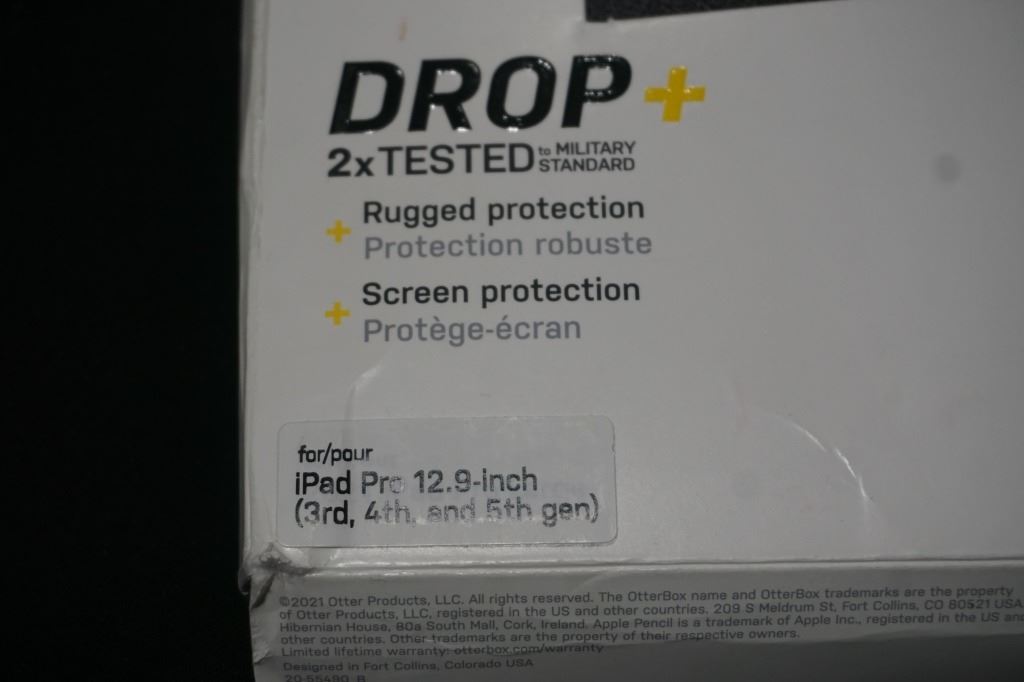 DROP+
2xTESTED to MILITARY STANDARD
+ Rugged protection
Protection robuste
+ Screen protection
Protège-écran
for/pour
iPad Pro 12.9-inch
(3rd, 4th, and 5th gen)
©2021 Otter Products, LLC. All rights reserved. The OtterBox name and OtterBox trademarks are the property
of Otter Products, LLC, registered in the US and other countries. 209 S Meldrum St, Fort Collins, CO 80521 USA.
Hibernian House, 80a South Mall, Cork, Ireland. Apple Pencil is a trademark of Apple Inc., registered in the US and
other countries. Other trademarks are the property of their respective owners.
Limited lifetime warranty: otterbox.com/warranty
Designed in Fort Collins, Colorado USA
20-55490 B